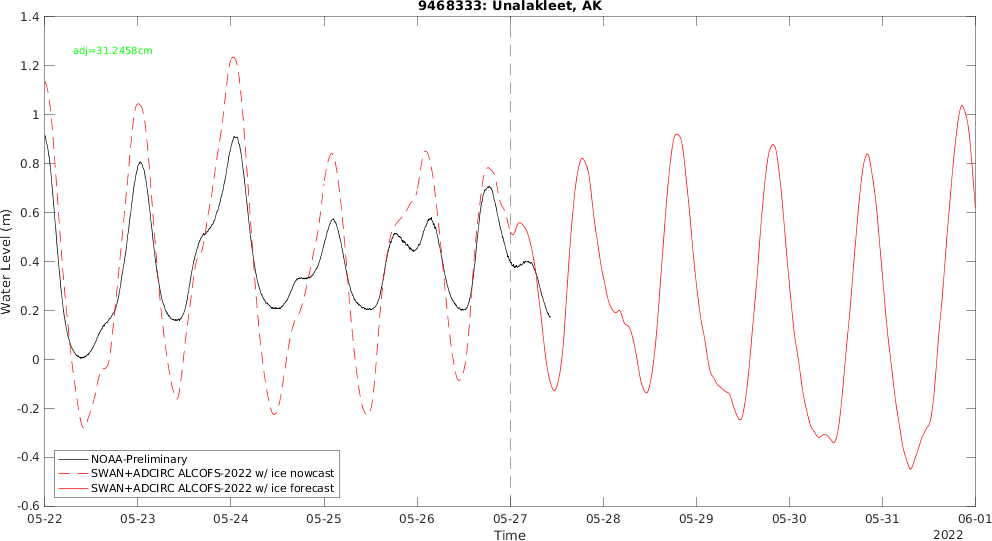 9468333: Unalakleet, AK
adj=31.2458cm
1.4
1.2
1
0.8
0.6
0.4
0.2
0
-0.2
-0.4
-0.6
Water Level (m)
NOAA-Preliminary
SWAN+ADCIRC ALCOFS-2022 w/ ice nowcast
SWAN+ADCIRC ALCOFS-2022 w/ ice forecast
05-22 05-23 05-24 05-25 05-26 05-27 05-28 05-29 05-30 05-31 06-01
Time
2022